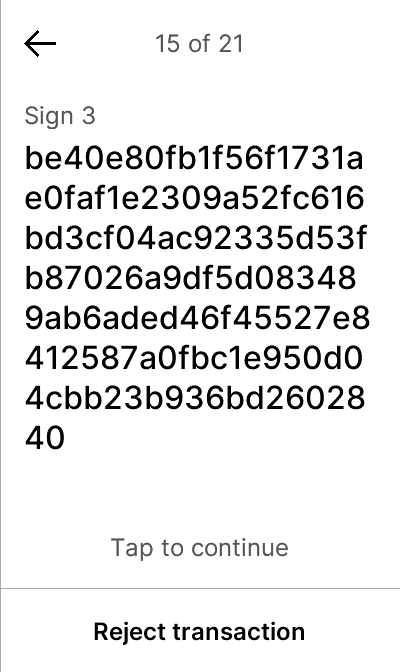 15 of 21
Sign 3
be40e80fb1f56f1731a
e0faf1e2309a52fc616
bd3cf04ac92335d53f
b87026a9df5d08348
9ab6aded46f45527e8
412587a0fbc1e950d0
4cbb23b936bd26028
40
Tap to continue
Reject transaction